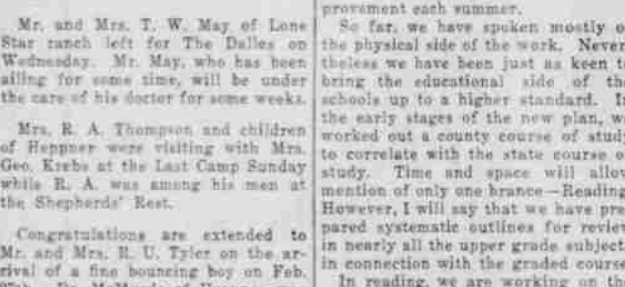 Mr. and Mrs. T. W. May of Lone
Star ranch left for The Dalles on
Wednesday. Mr. May, who has been
ailing for some time, will be under
the care of his doctor for some weeks.
Mrs. R. A. Thompson and children
of Heppner were visiting with Mrs.
Geo. Krebs at the Last Camp Sunday
while R. A. was among his men at
the Shepherds' Rest.
Congratulations are extended to
Mr. and Mrs. R. U. Tyler on the ar-
rival of a fine bouncing boy on Feb.
provement each summer.
So far, we have spoken mostly o
the physical side of the work. Never
theless we have been just as keen to
bring the educational side of the
schools up to a higher standard. In
the early stages of the new plan, we
worked out a county course of study
to correlate with the state course o
study. Time and space will allow
mention of only one brance—Reading
However, I will say that we have pre
pared systematic outlines for review
in nearly all the upper grade subject
in connection with the graded course
In reading, we are working on the